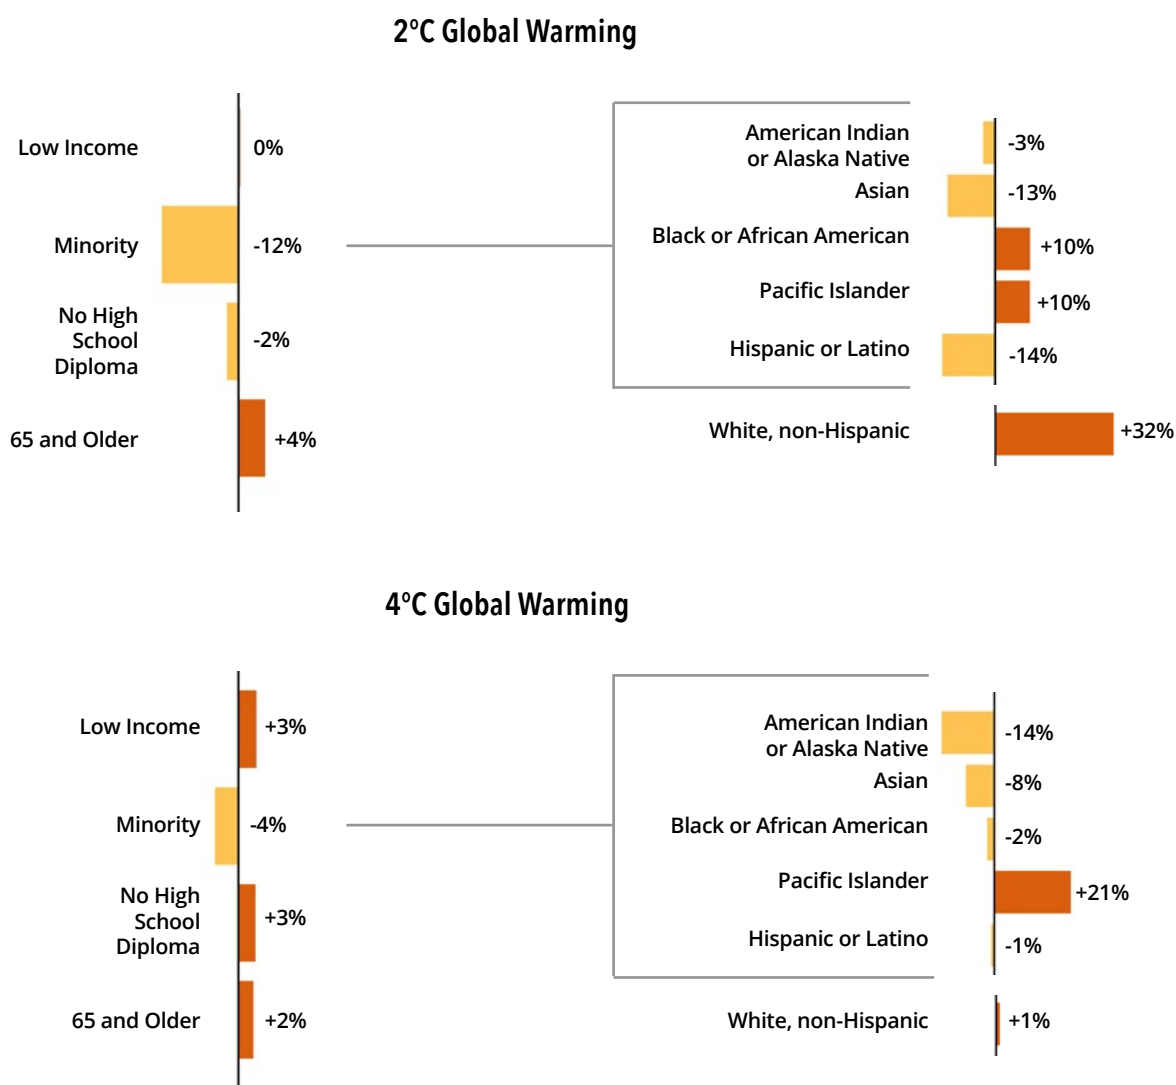 2°C Global Warming
Low Income
0%
Minority
-12%
No High
School
Diploma
-2%
65 and Older
+4%
American Indian
or Alaska Native
-3%
Asian
-13%
Black or African American
+10%
Pacific Islander
+10%
Hispanic or Latino
-14%
White, non-Hispanic
+32%
4°C Global Warming
Low Income
+3%
Minority
-4%
No High
School
Diploma
+3%
65 and Older
+2%
American Indian
or Alaska Native
-14%
Asian
-8%
Black or African American
-2%
Pacific Islander
+21%
Hispanic or Latino
-1%
White, non-Hispanic
+1%